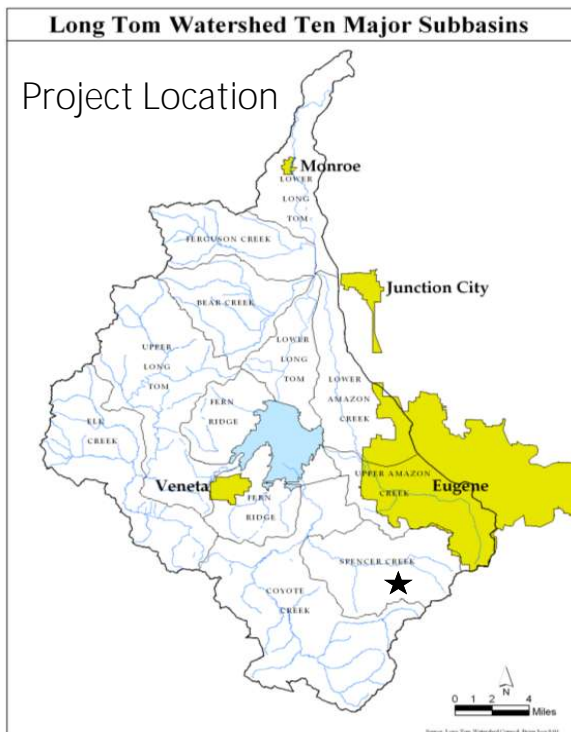 Long Tom Watershed Ten Major Subbasins
Project Location
Monroe
LOWER
LONG
TOM
FERGUSON CREEK
Junction City
BEAR CREEK
UPPER
LONG
TOM
LOWER
LONG
TOM
LOWER
AMAZON
CREEK
FERN
RIDGE
ELK
CREEK
UPPER AMAZON
CREEK
Eugene
Veneta
FERN
RIDGE
SPENCER CREEK
COYOTE
CREEK
N
0 1 2 4
Miles